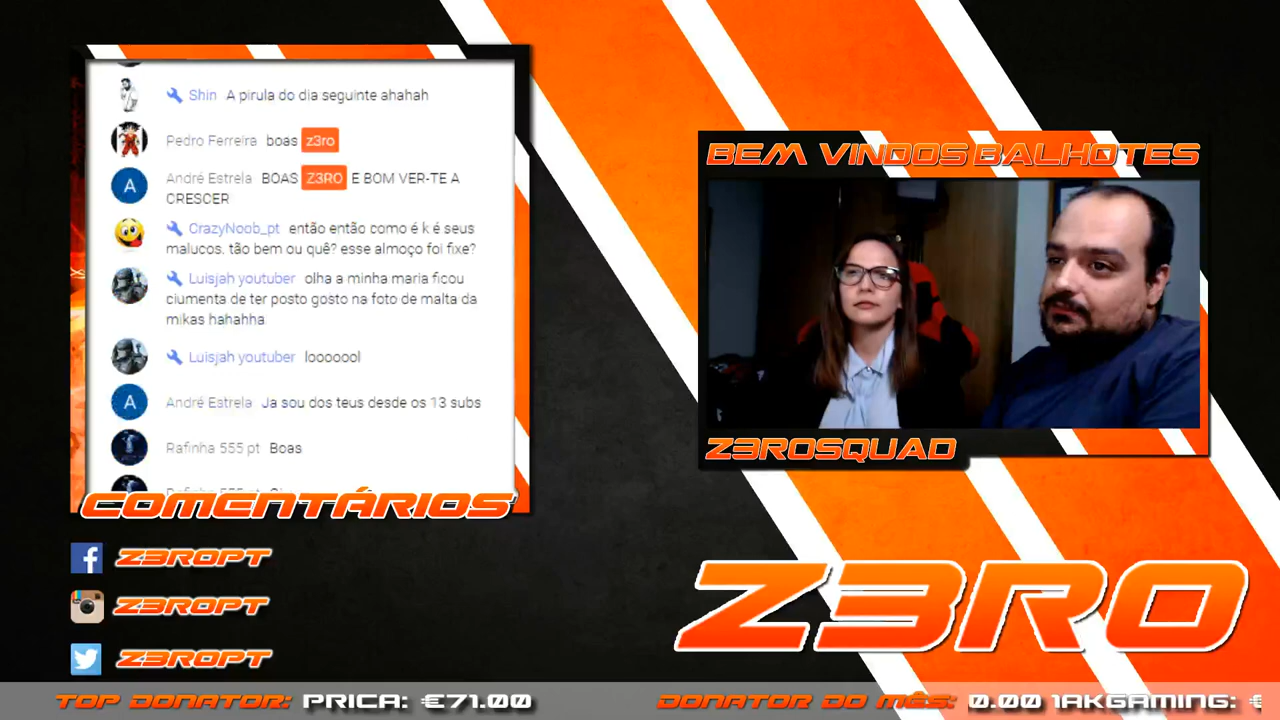 Shin A pirula do dia seguinte ahahah
Pedro Ferreira boas z3ro
A
André Estrela BOAS Z3RO E BOM VER-TE A
CRESCER
CrazyNoob_pt então então como é k é seus
malucos. tão bem ou quê? esse almoço foi fixe?
Luisjah youtuber olha a minha maria ficou
ciumenta de ter posto gosto na foto de malta da
mikas hahahha
Luisjah youtuber looooool
A
André Estrela Ja sou dos teus desde os 13 subs
Rafinha 555 pt Boas
COMENTÁRIOS
Z3ROPT
Z3ROPT
Z3ROPT
BEM VINDOS BALHOTES
Z3ROSQUAD
Z3RO
TOP DONATOR: PRICA: €71.00
DONATOR DO MÊS: 0.00 1AKGAMING: €